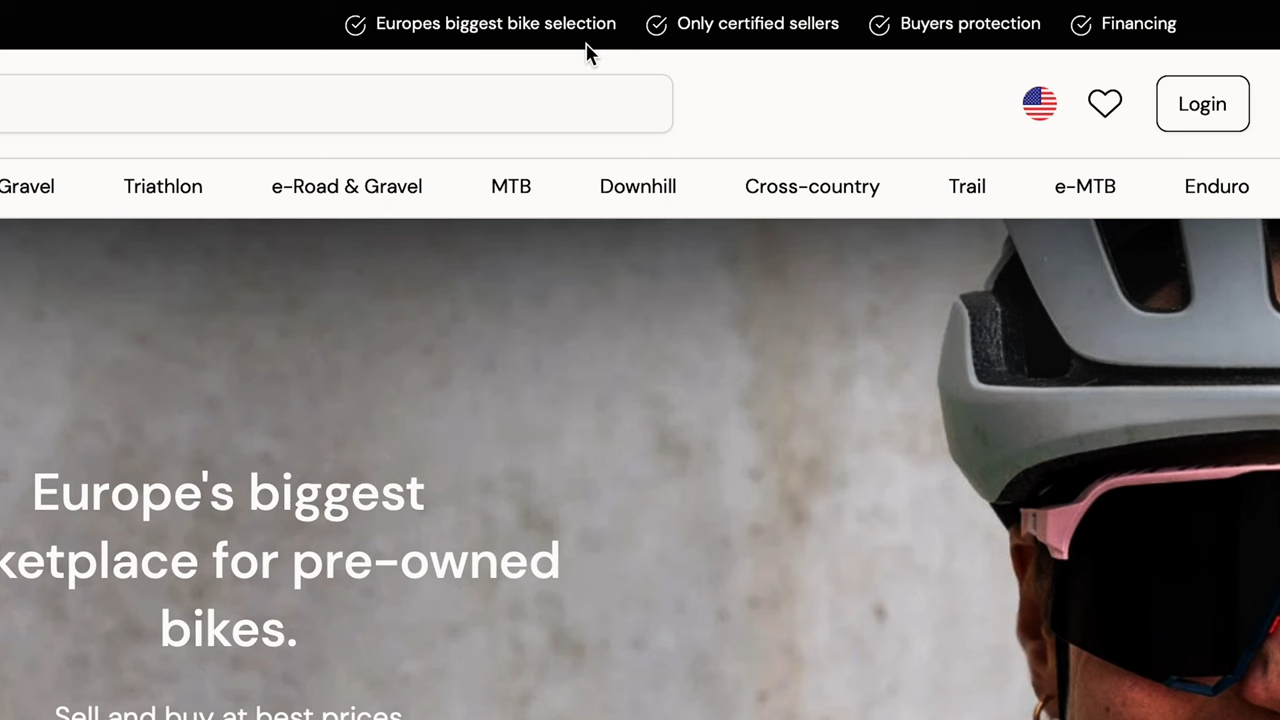 Europes biggest bike selection Only certified sellers Buyers protection Financing
Login
Gravel Triathlon e-Road & Gravel MTB Downhill Cross-country Trail e-MTB Enduro
Europe's biggest
ketplace for pre-owned
bikes.
Sell and buy at best prices